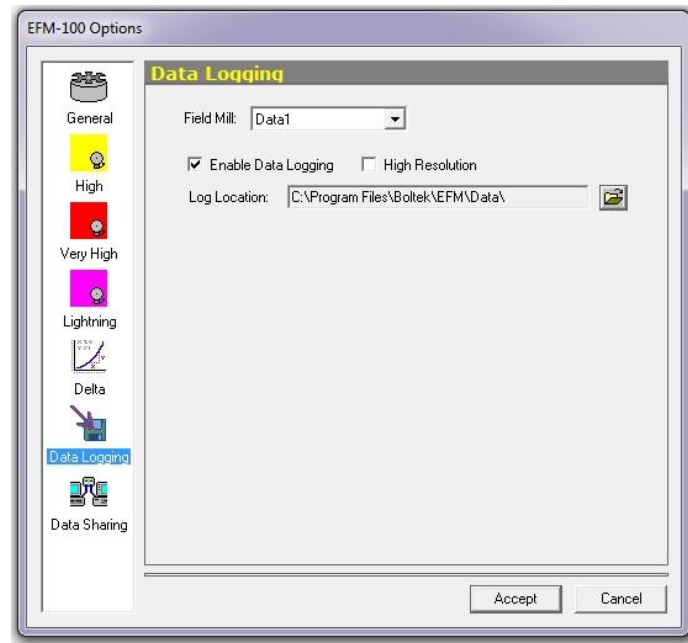 EFM-100 Options
General
High
Very High
Lightning
Delta
Data Logging
Data Sharing
Data Logging
Field Mill: Data1
Enable Data Logging High Resolution
Log Location: C:\Program Files\Boltek\EFM\Data\
Accept Cancel